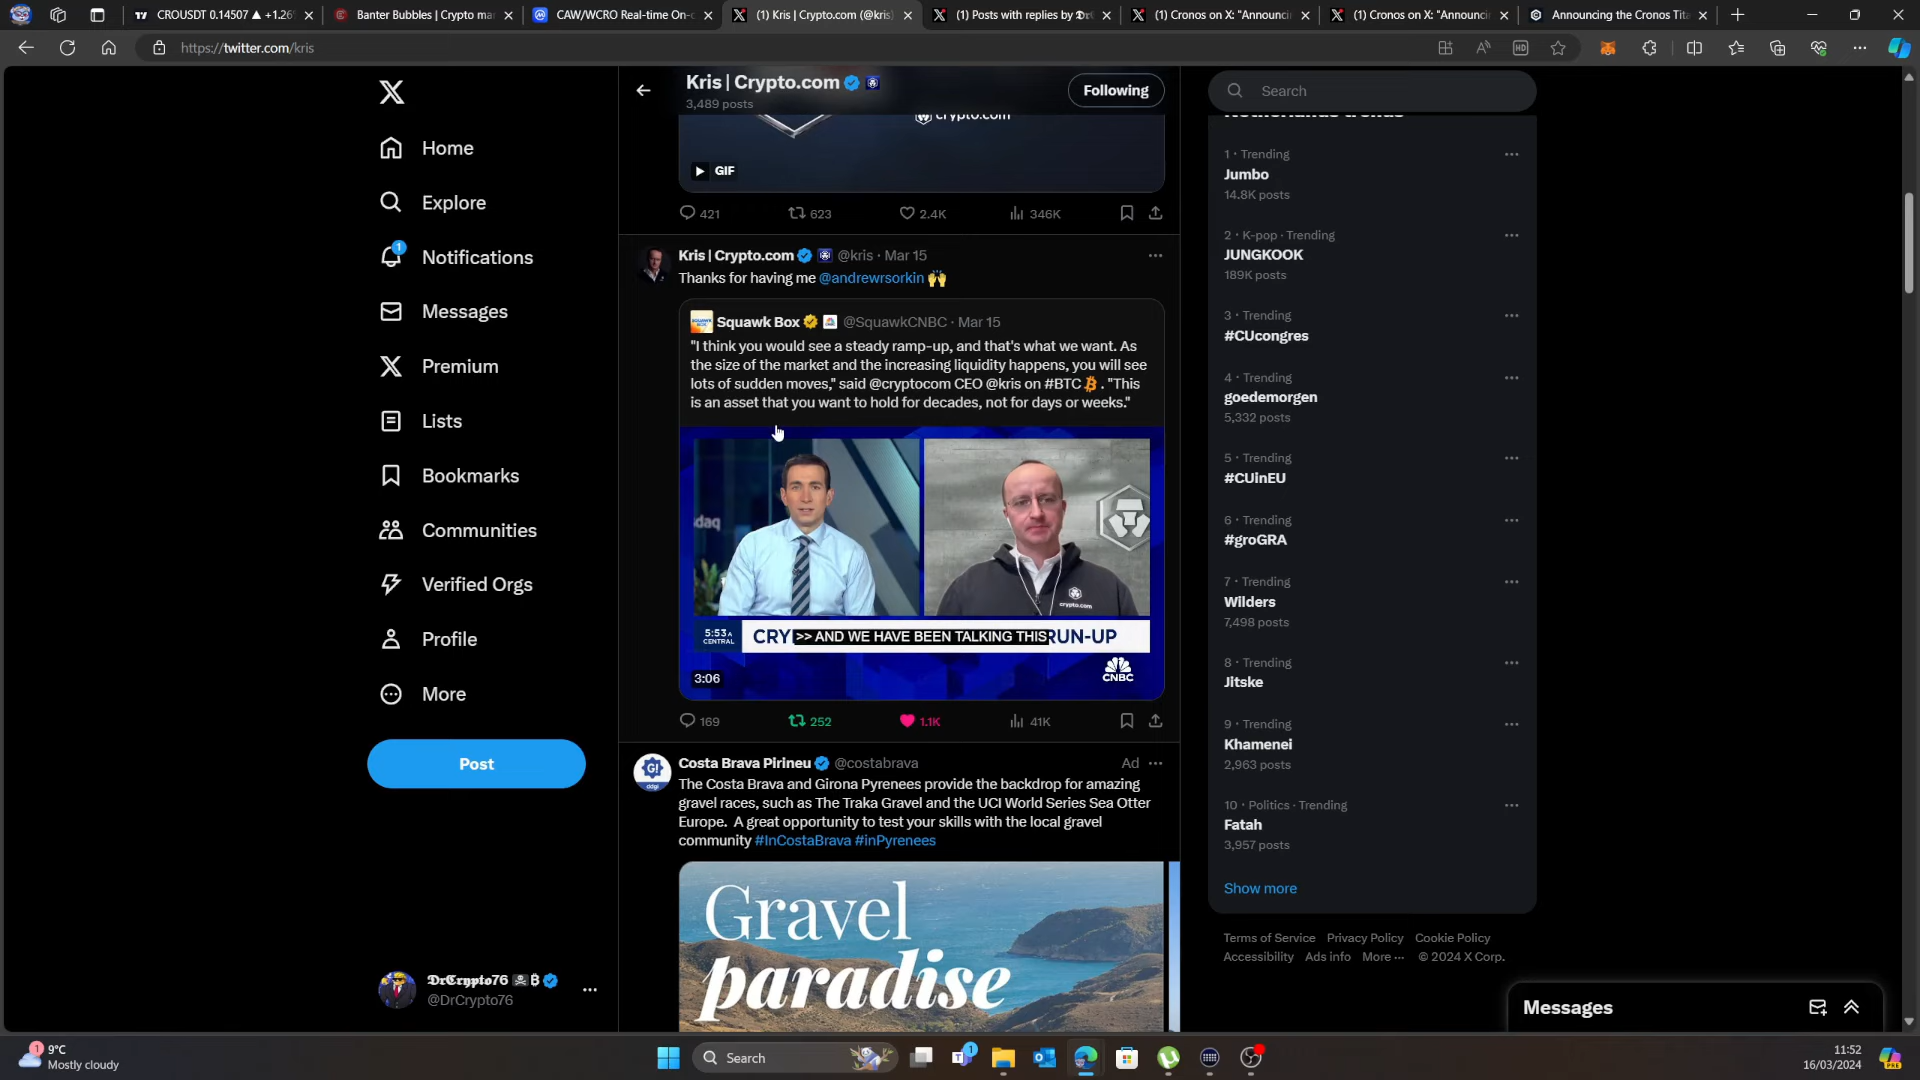 CROUSDT 0.14507 ▲ +1.26
Banter Bubbles | Crypto mar
CAW/WCRO Real-time On-c
(1) Kris | Crypto.com (@kris)
(1) Posts with replies by
(1) Cronos on X: "Announcin
(1) Cronos on X: "Announcin
Announcing the Cronos Tita
https://twitter.com/kris
HD
Home
Explore
1
Notifications
Messages
Premium
Lists
Bookmarks
Communities
Verified Orgs
Profile
More
Post
DrCrypto76
@DrCrypto76
Kris | Crypto.com
3,489 posts
Following
crypto.com
GIF
421 623 2.4K 346K
Kris | Crypto.com @kris · Mar 15
Thanks for having me @andrewrsorkin 🙌
Squawk Box @SquawkCNBC · Mar 15
"I think you would see a steady ramp-up, and that's what we want. As
the size of the market and the increasing liquidity happens, you will see
lots of sudden moves," said @cryptocom CEO @kris on #BTC. "This
is an asset that you want to hold for decades, not for days or weeks."
daq
crypto.com
5:53A
CENTRAL
CRY >> AND WE HAVE BEEN TALKING THIS RUN-UP
CNBC
3:06
169 252 1.1K 41K
Costa Brava Pirineu @costabrava
Ad
The Costa Brava and Girona Pyrenees provide the backdrop for amazing
gravel races, such as The Traka Gravel and the UCI World Series Sea Otter
Europe. A great opportunity to test your skills with the local gravel
community #InCostaBrava #inPyrenees
Gravel
paradise
Search
Netherlands trends
1 · Trending
Jumbo
14.8K posts
2 · K-pop · Trending
JUNGKOOK
189K posts
3 · Trending
#CUcongres
4 · Trending
goedemorgen
5,332 posts
5 · Trending
#CUinEU
6 · Trending
#groGRA
7 · Trending
Wilders
7,498 posts
8 · Trending
Jitske
9 · Trending
Khamenei
2,963 posts
10 · Politics · Trending
Fatah
3,957 posts
Show more
Terms of Service Privacy Policy Cookie Policy
Accessibility Ads info More ··· © 2024 X Corp.
Messages
1
9°C
Mostly cloudy
Search
1
11:52
16/03/2024